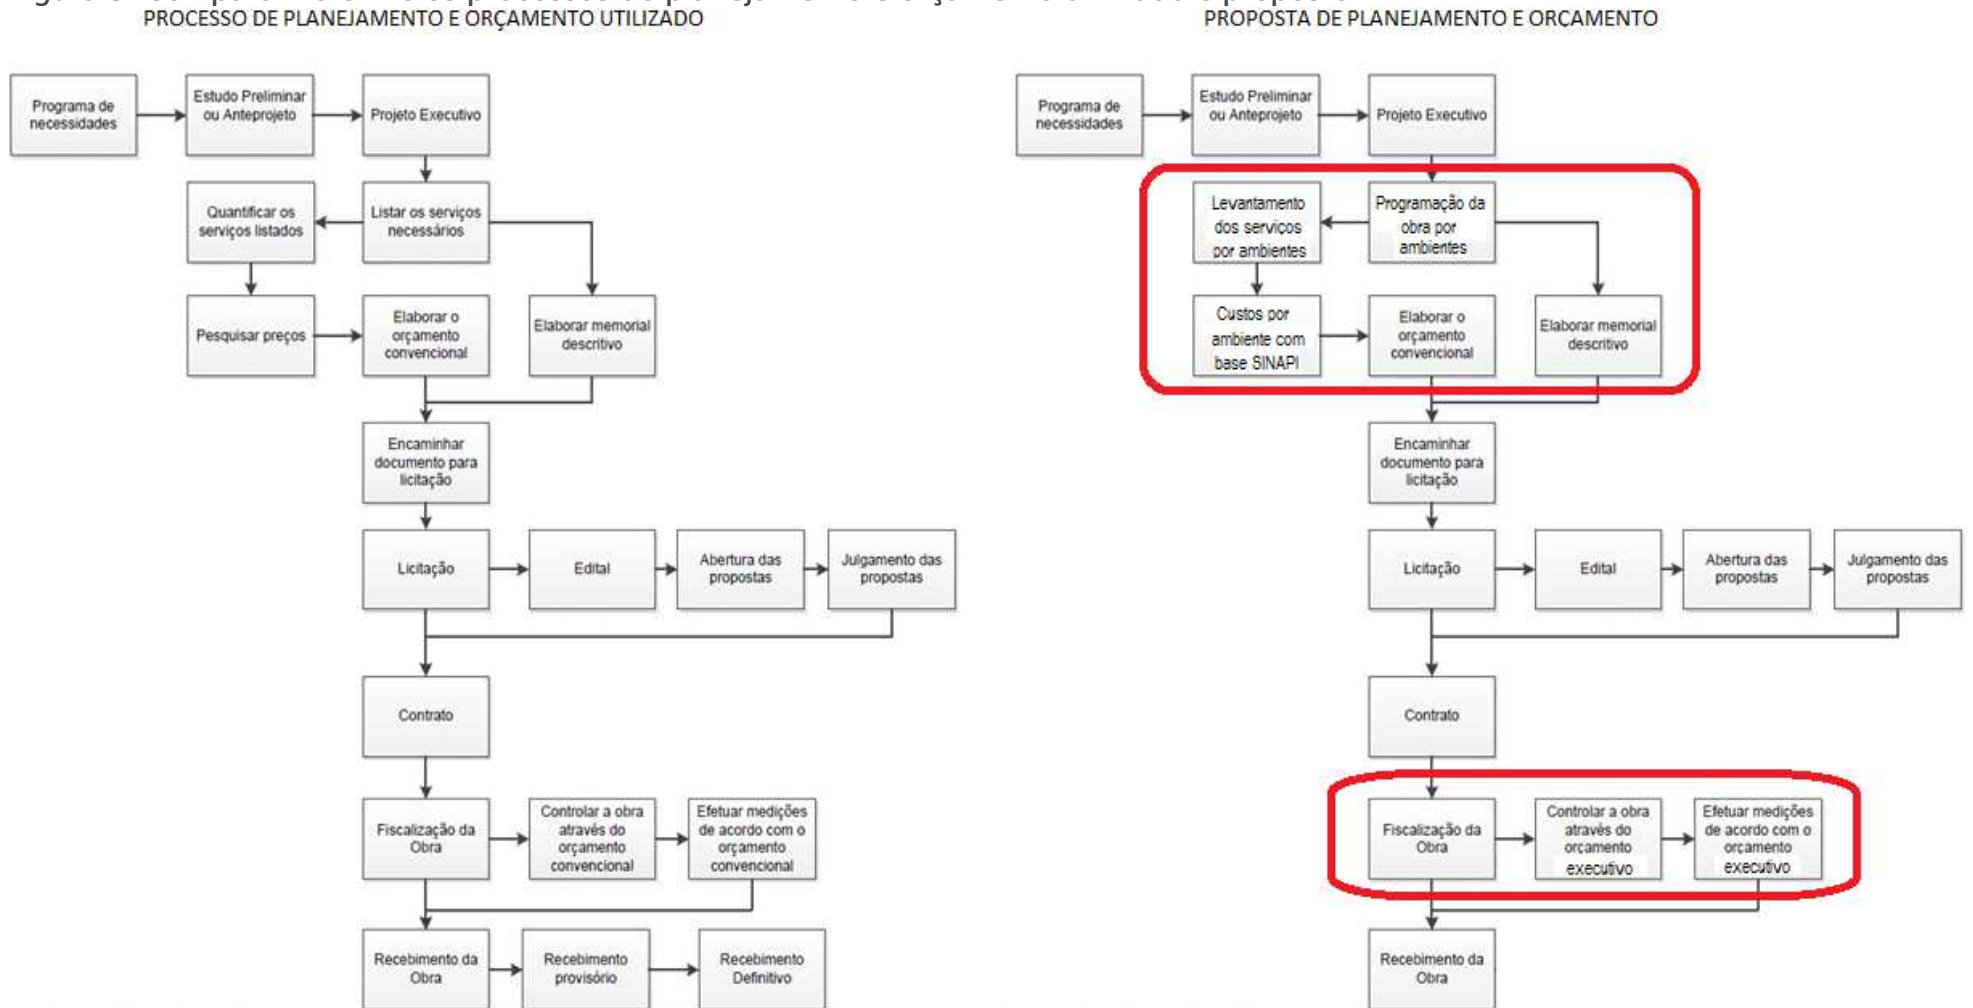 PROCESSO DE PLANEJAMENTO E ORÇAMENTO UTILIZADO
Programa de
necessidades
Estudo Preliminar
ou Anteprojeto
Projeto Executivo
Quantificar os
serviços listados
Listar os serviços
necessários
Pesquisar preços
Elaborar o
orçamento
convencional
Elaborar memorial
descritivo
Encaminhar
documento para
licitação
Licitação
Edital
Abertura das
propostas
Julgamento das
propostas
Contrato
Fiscalização da
Obra
Controlar a obra
através do
orçamento
convencional
Efetuar medições
de acordo com o
orçamento
convencional
Recebimento da
Obra
Recebimento
provisório
Recebimento
Definitivo
PROPOSTA DE PLANEJAMENTO E ORÇAMENTO
Programa de
necessidades
Estudo Preliminar
ou Anteprojeto
Projeto Executivo
Levantamento
dos serviços
por ambientes
Programação da
obra por
ambientes
Custos por
ambiente com
base SINAPI
Elaborar o
orçamento
convencional
Elaborar memorial
descritivo
Encaminhar
documento para
licitação
Licitação
Edital
Abertura das
propostas
Julgamento das
propostas
Contrato
Fiscalização da
Obra
Controlar a obra
através do
orçamento
executivo
Efetuar medições
de acordo com o
orçamento
executivo
Recebimento da
Obra